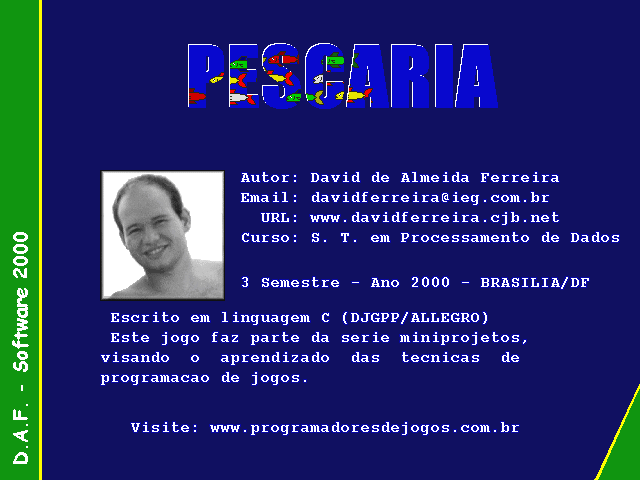 PESCARIA
Autor: David de Almeida Ferreira
Email: davidferreira@ieg.com.br
URL: www.davidferreira.cjb.net
Curso: S. T. em Processamento de Dados
3 Semestre - Ano 2000 - BRASILIA/DF
Escrito em linguagem C (DJGPP/ALLEGRO)
Este jogo faz parte da serie miniprojetos,
visando o aprendizado das tecnicas de
programacao de jogos.
Visite: www.programadoresdejogos.com.br
D.A.F. - Software 2000